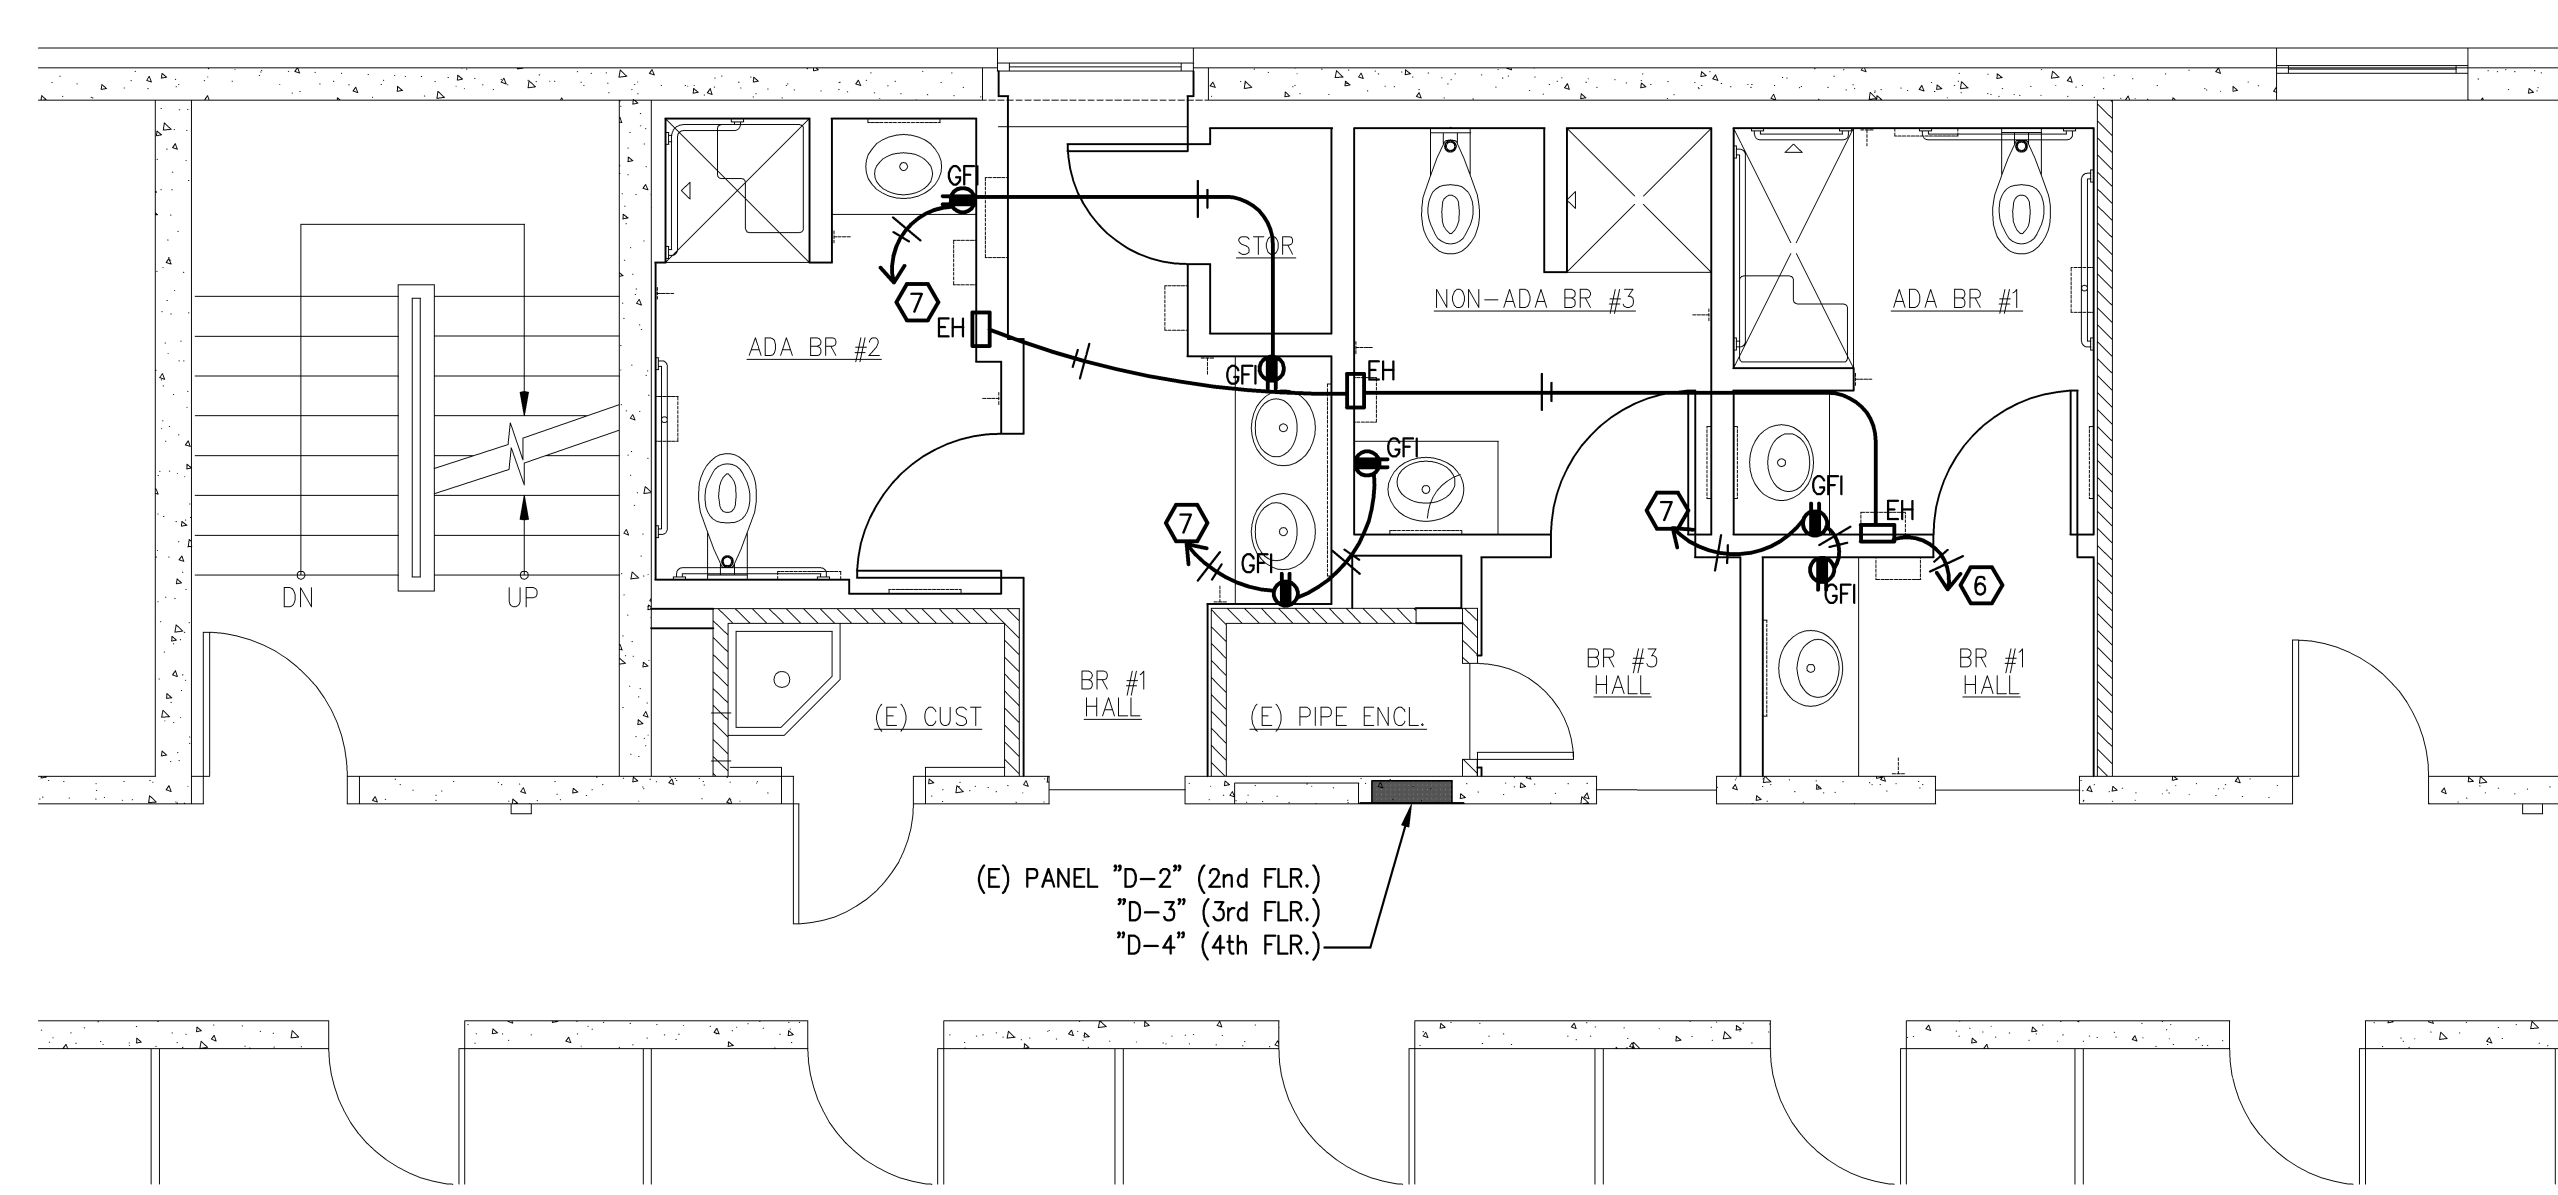 GFI
STOR
7
EH
NON-ADA BR #3
ADA BR #1
ADA BR #2
GFI
EH
GFI
GFI
7
7
EH
GFI
GFI
6
DN
UP
BR #1
HALL
BR #3
HALL
BR #1
HALL
(E) CUST
(E) PIPE ENCL.
(E) PANEL "D-2" (2nd FLR.)
"D-3" (3rd FLR.)
"D-4" (4th FLR.)